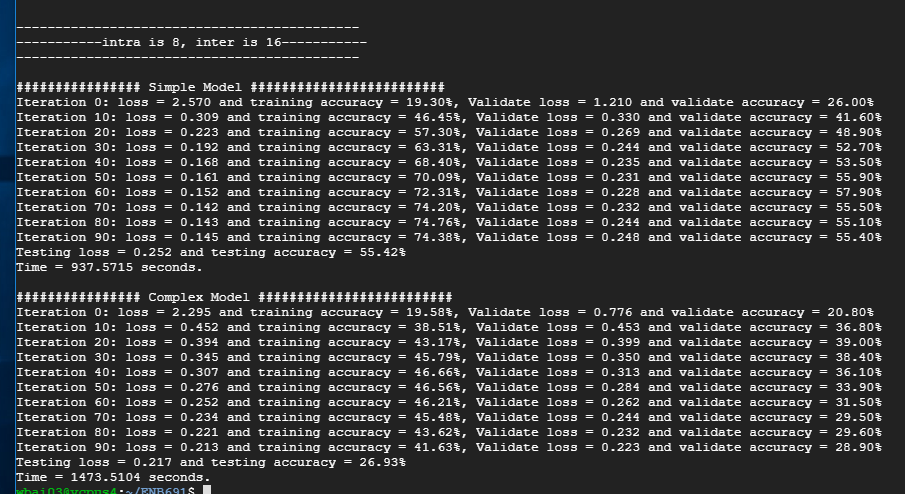 --------------------------------------------
-----------intra is 8, inter is 16-----------
--------------------------------------------
################ Simple Model #########################
Iteration 0: loss = 2.570 and training accuracy = 19.30%, Validate loss = 1.210 and validate accuracy = 26.00%
Iteration 10: loss = 0.309 and training accuracy = 46.45%, Validate loss = 0.330 and validate accuracy = 41.60%
Iteration 20: loss = 0.223 and training accuracy = 57.30%, Validate loss = 0.269 and validate accuracy = 48.90%
Iteration 30: loss = 0.192 and training accuracy = 63.31%, Validate loss = 0.244 and validate accuracy = 52.70%
Iteration 40: loss = 0.168 and training accuracy = 68.40%, Validate loss = 0.235 and validate accuracy = 53.50%
Iteration 50: loss = 0.161 and training accuracy = 70.09%, Validate loss = 0.231 and validate accuracy = 55.90%
Iteration 60: loss = 0.152 and training accuracy = 72.31%, Validate loss = 0.228 and validate accuracy = 57.90%
Iteration 70: loss = 0.142 and training accuracy = 74.20%, Validate loss = 0.232 and validate accuracy = 55.50%
Iteration 80: loss = 0.143 and training accuracy = 74.76%, Validate loss = 0.244 and validate accuracy = 55.10%
Iteration 90: loss = 0.145 and training accuracy = 74.38%, Validate loss = 0.248 and validate accuracy = 55.40%
Testing loss = 0.252 and testing accuracy = 55.42%
Time = 937.5715 seconds.
################ Complex Model #########################
Iteration 0: loss = 2.295 and training accuracy = 19.58%, Validate loss = 0.776 and validate accuracy = 20.80%
Iteration 10: loss = 0.452 and training accuracy = 38.51%, Validate loss = 0.453 and validate accuracy = 36.80%
Iteration 20: loss = 0.394 and training accuracy = 43.17%, Validate loss = 0.399 and validate accuracy = 39.00%
Iteration 30: loss = 0.345 and training accuracy = 45.79%, Validate loss = 0.350 and validate accuracy = 38.40%
Iteration 40: loss = 0.307 and training accuracy = 46.66%, Validate loss = 0.313 and validate accuracy = 36.10%
Iteration 50: loss = 0.276 and training accuracy = 46.56%, Validate loss = 0.284 and validate accuracy = 33.90%
Iteration 60: loss = 0.252 and training accuracy = 46.21%, Validate loss = 0.262 and validate accuracy = 31.50%
Iteration 70: loss = 0.234 and training accuracy = 45.48%, Validate loss = 0.244 and validate accuracy = 29.50%
Iteration 80: loss = 0.221 and training accuracy = 43.62%, Validate loss = 0.232 and validate accuracy = 29.60%
Iteration 90: loss = 0.213 and training accuracy = 41.63%, Validate loss = 0.223 and validate accuracy = 28.90%
Testing loss = 0.217 and testing accuracy = 26.93%
Time = 1473.5104 seconds.